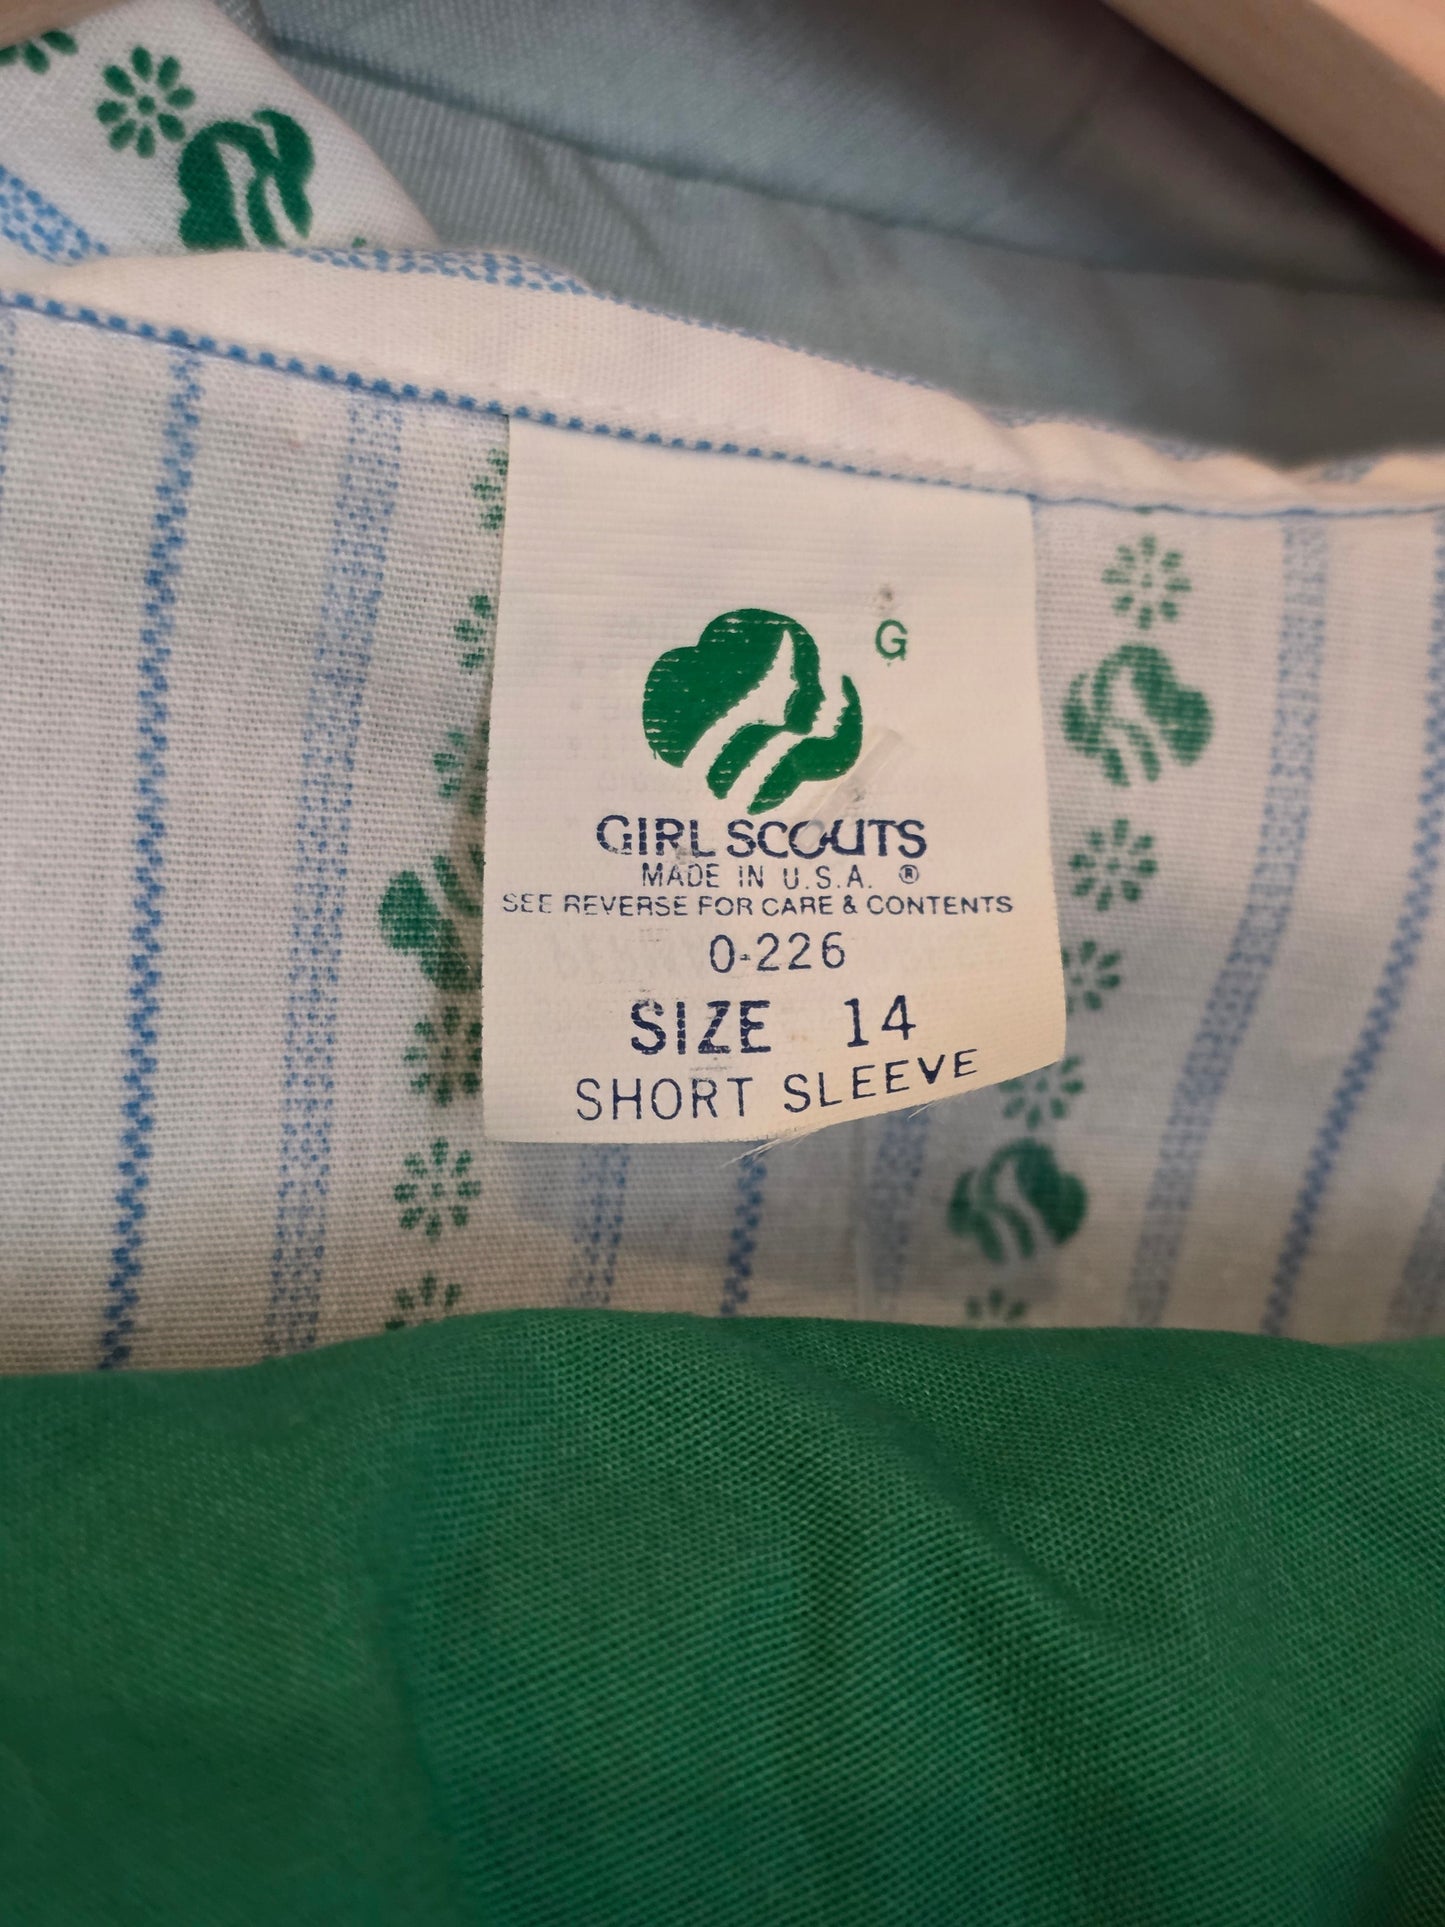 G
GIRL SCOUTS
MADE IN U.S.A. ®
SEE REVERSE FOR CARE & CONTENTS
0-226
SIZE 14
SHORT SLEEVE